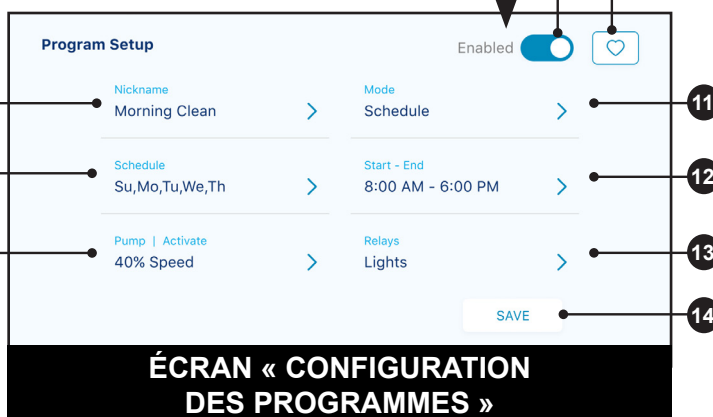 Program Setup
Enabled
Nickname
Morning Clean
Mode
Schedule
11
Schedule
Su,Mo,Tu,We,Th
Start - End
8:00 AM - 6:00 PM
12
Pump | Activate
40% Speed
Relays
Lights
13
SAVE
14
ÉCRAN « CONFIGURATION
DES PROGRAMMES »